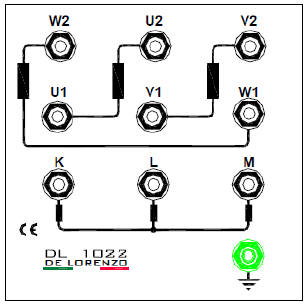 W2 U2 V2
U1 V1 W1
K L M
CE
DL 1022
DE LORENZO